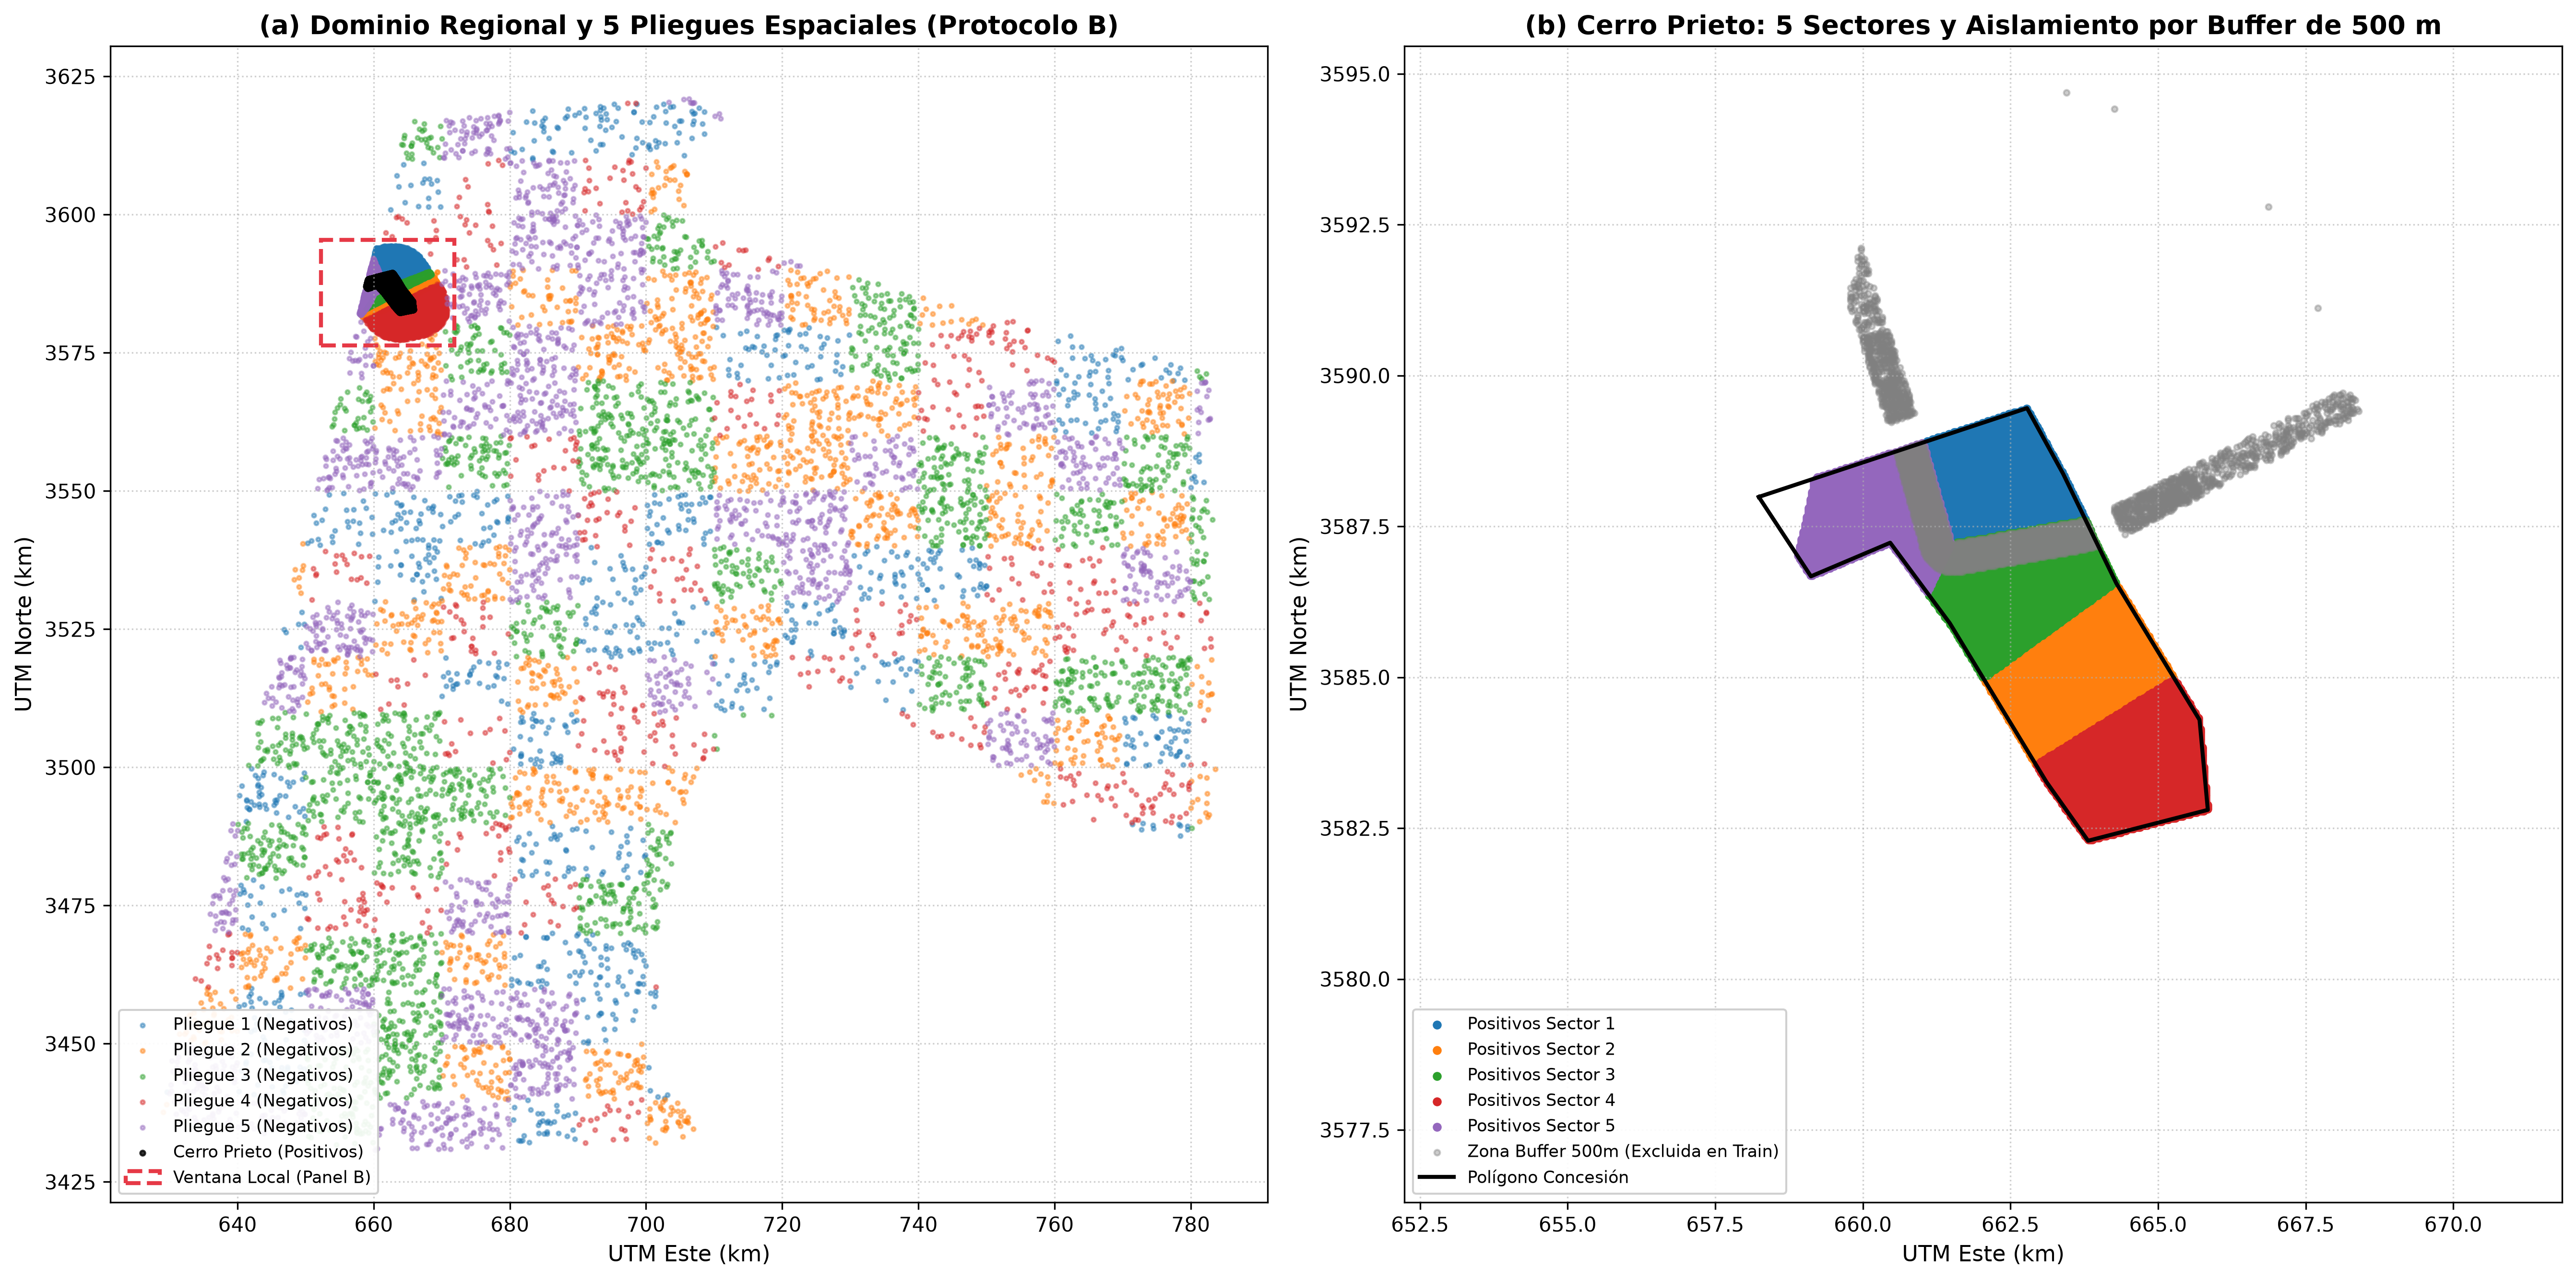 (a) Dominio Regional y 5 Pliegues Espaciales (Protocolo B)
UTM Norte (km)
3625
3600
3575
3550
3525
3500
3475
3450
3425
Pliegue 1 (Negativos)
Pliegue 2 (Negativos)
Pliegue 3 (Negativos)
Pliegue 4 (Negativos)
Pliegue 5 (Negativos)
Cerro Prieto (Positivos)
Ventana Local (Panel B)
640 660 680 700 720 740 760 780
UTM Este (km)
(b) Cerro Prieto: 5 Sectores y Aislamiento por Buffer de 500 m
UTM Norte (km)
3595.0
3592.5
3590.0
3587.5
3585.0
3582.5
3580.0
3577.5
Positivos Sector 1
Positivos Sector 2
Positivos Sector 3
Positivos Sector 4
Positivos Sector 5
Zona Buffer 500m (Excluida en Train)
Polígono Concesión
652.5 655.0 657.5 660.0 662.5 665.0 667.5 670.0
UTM Este (km)